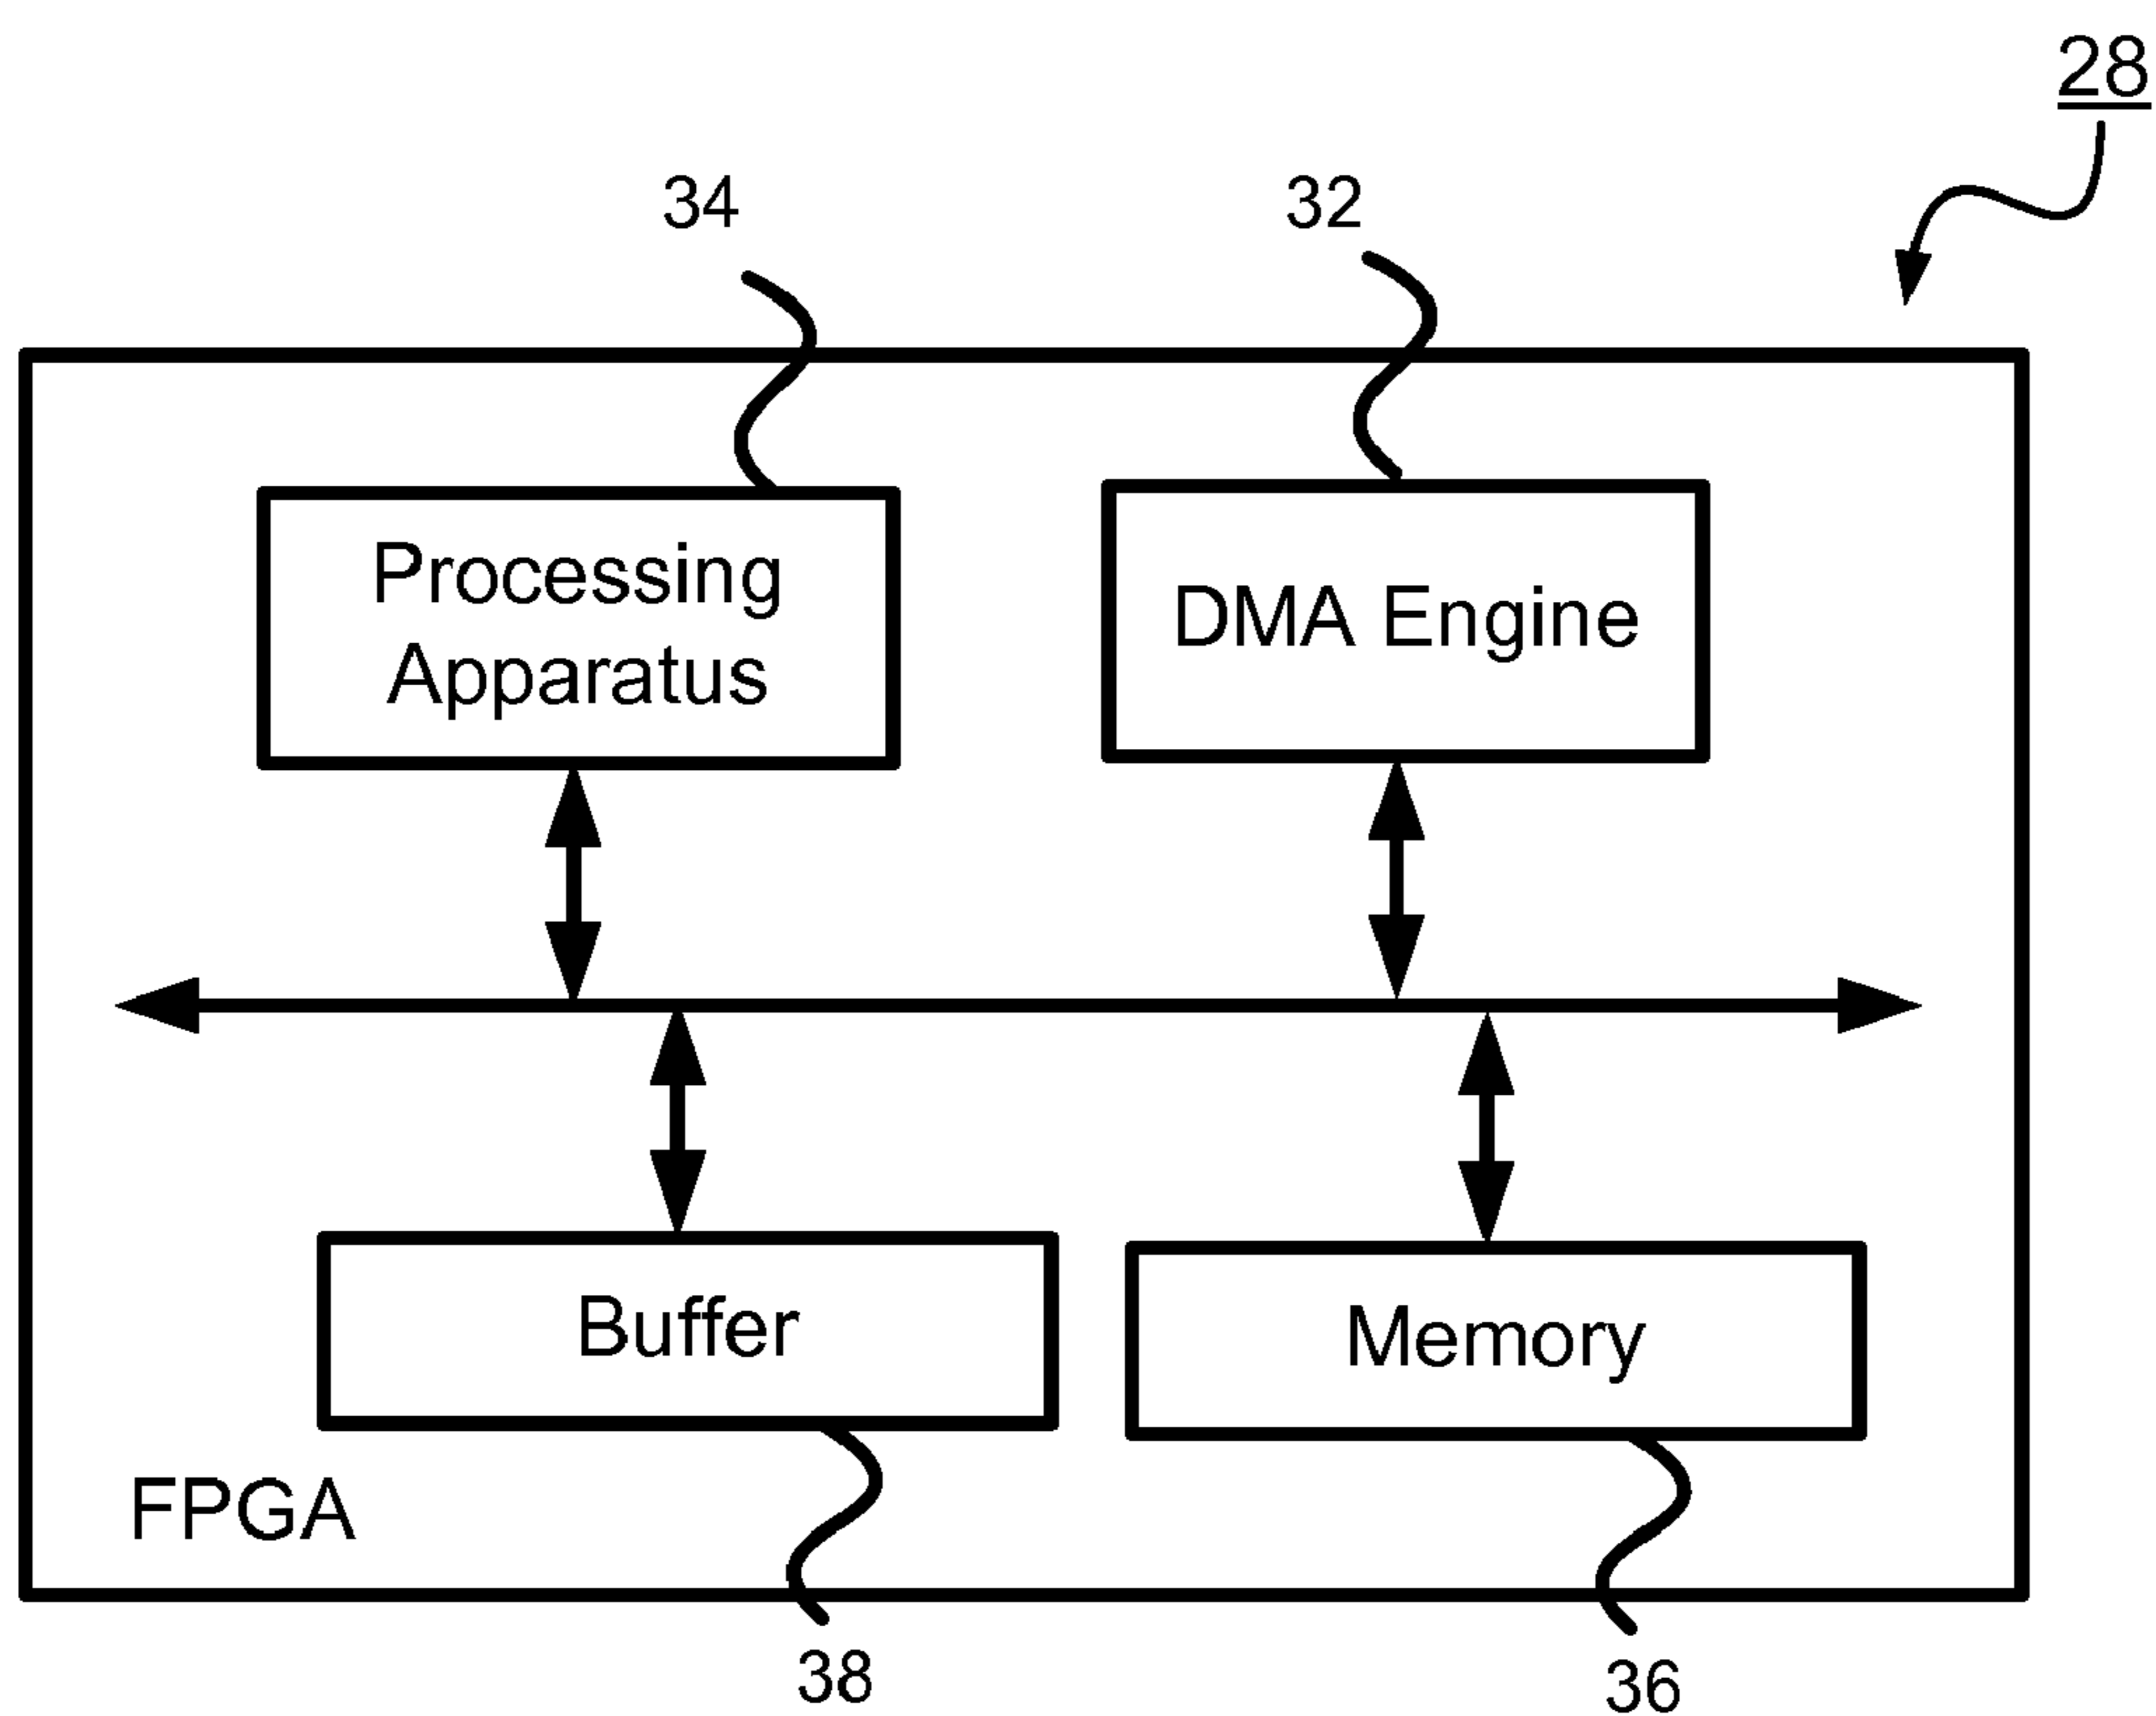 28
34
32
Processing
Apparatus
DMA Engine
Buffer
Memory
FPGA
38
36